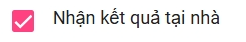 Nhận kết quả tại nhà